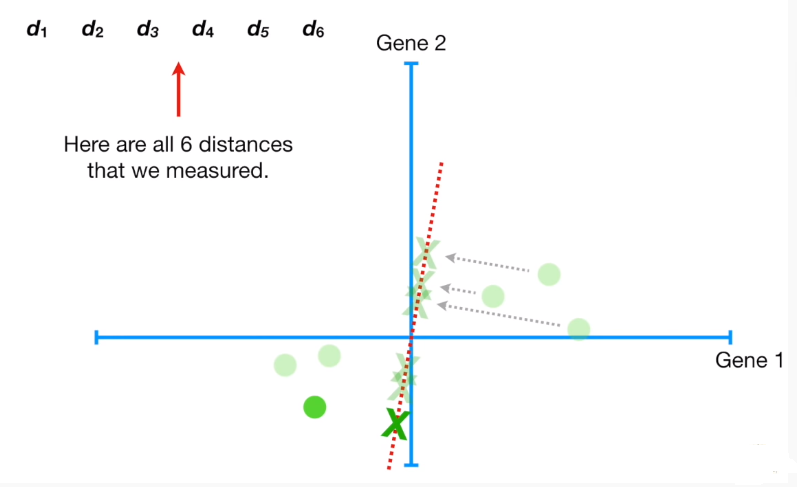 d₁ d₂ d₃ d₄ d₅ d₆
Gene 2
Here are all 6 distances
that we measured.
Gene 1